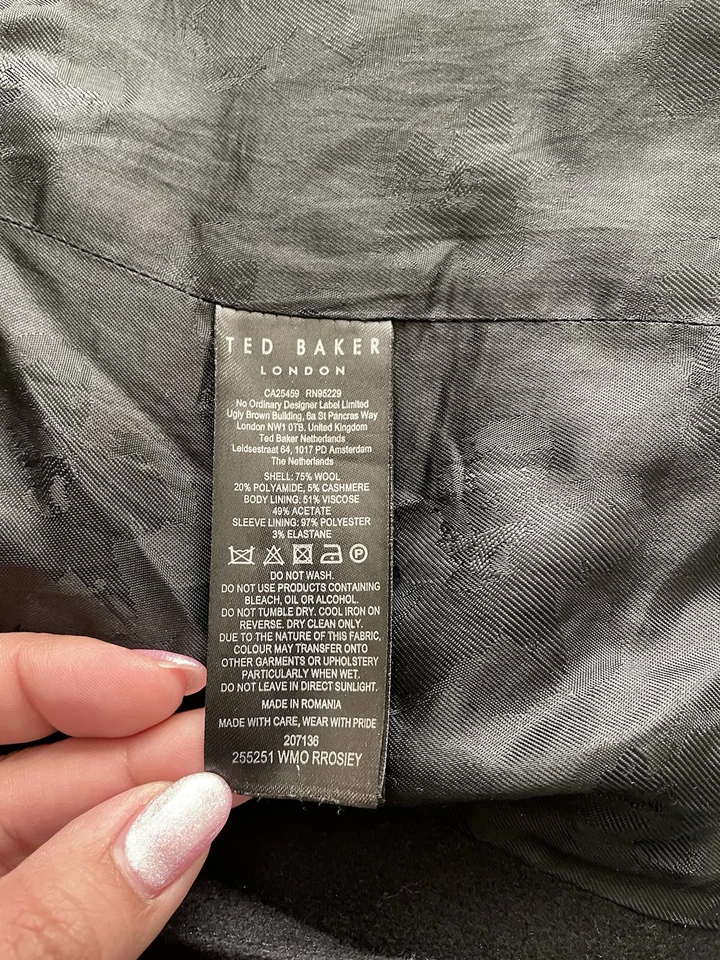 TED BAKER
LONDON
CA25459 RN95229
No Ordinary Designer Label Limited
Ugly Brown Building, 6a St Pancras Way
London NW1 0TB. United Kingdom
Ted Baker Netherlands
Leidsestraat 64, 1017 PD Amsterdam
The Netherlands
SHELL: 75% WOOL
20% POLYAMIDE, 5% CASHMERE
BODY LINING: 51% VISCOSE
49% ACETATE
SLEEVE LINING: 97% POLYESTER
3% ELASTANE
P
DO NOT WASH.
DO NOT USE PRODUCTS CONTAINING
BLEACH, OIL OR ALCOHOL.
DO NOT TUMBLE DRY. COOL IRON ON
REVERSE. DRY CLEAN ONLY.
DUE TO THE NATURE OF THIS FABRIC,
COLOUR MAY TRANSFER ONTO
OTHER GARMENTS OR UPHOLSTERY
PARTICULARLY WHEN WET.
DO NOT LEAVE IN DIRECT SUNLIGHT.
MADE IN ROMANIA
MADE WITH CARE, WEAR WITH PRIDE
207136
255251 WMO RROSIEY